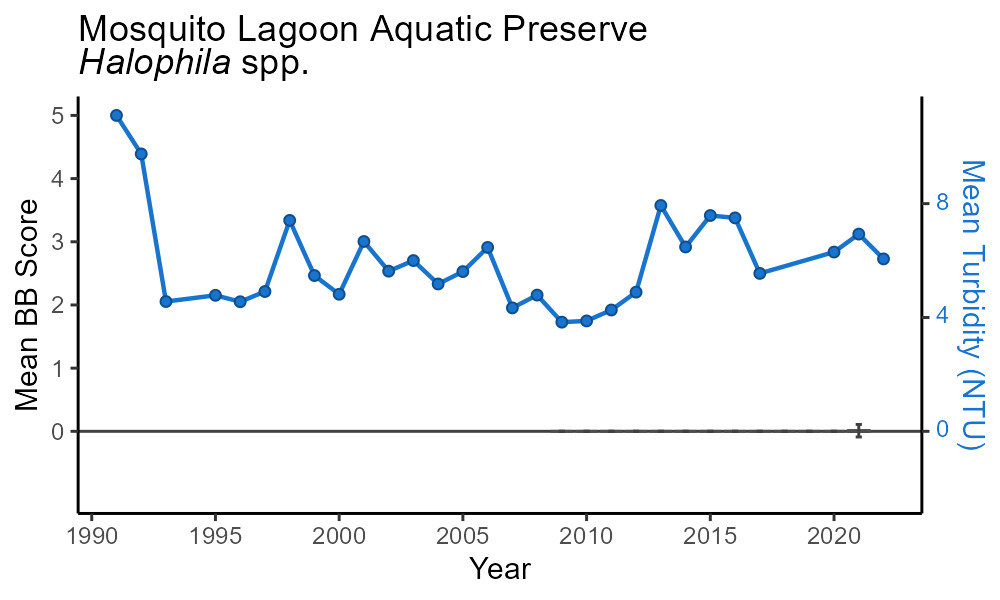 Mosquito Lagoon Aquatic Preserve
Halophila spp.
Mean BB Score
5
4
3
2
1
0
8
4
0
Mean Turbidity (NTU)
1990 1995 2000 2005 2010 2015 2020
Year